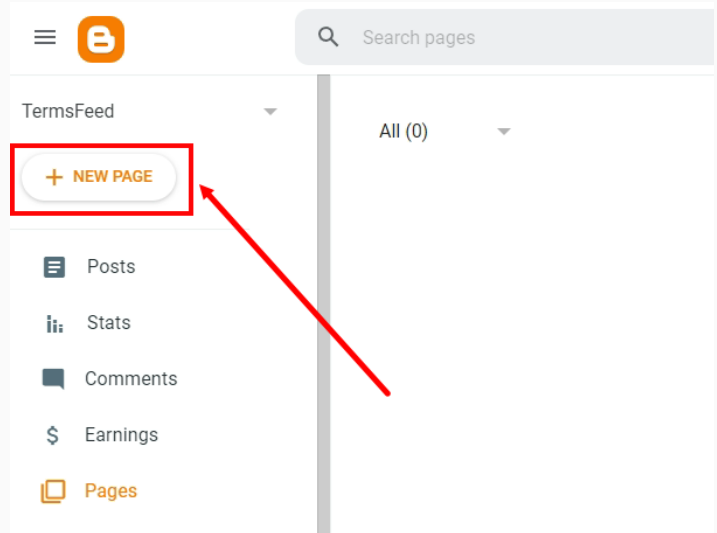 Search pages
TermsFeed
All (0)
+ NEW PAGE
Posts
Stats
Comments
$ Earnings
Pages